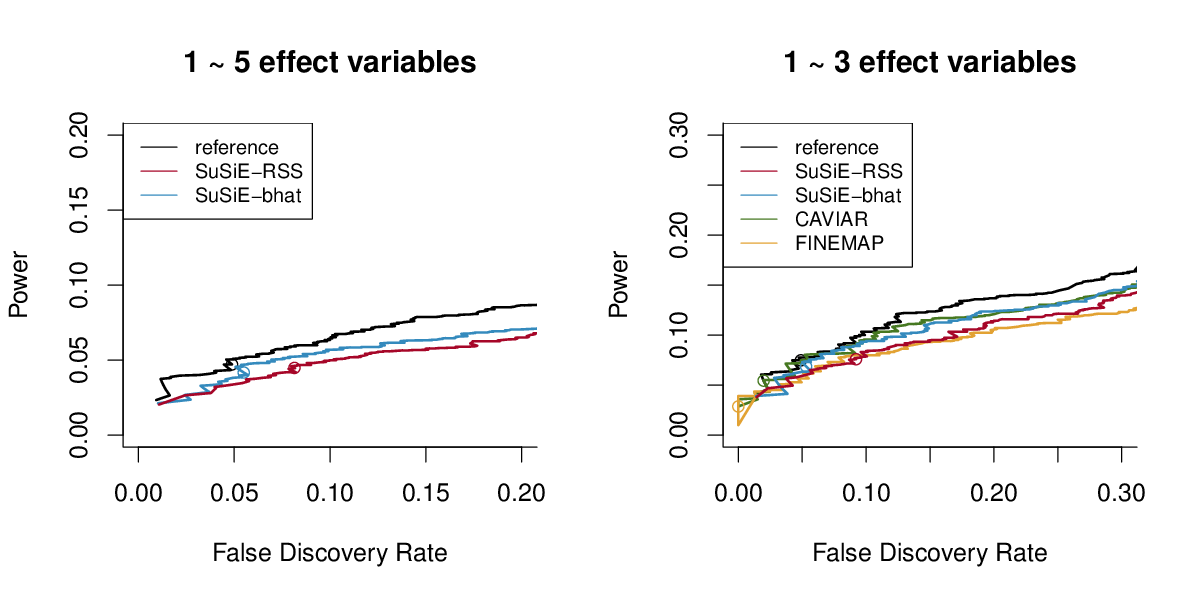 1 ~ 5 effect variables
Power
0.00
0.05
0.10
0.15
0.20
reference
SuSiE−RSS
SuSiE−bhat
0.00
0.05
0.10
0.15
0.20
False Discovery Rate
1 ~ 3 effect variables
Power
0.00
0.10
0.20
0.30
reference
SuSiE−RSS
SuSiE−bhat
CAVIAR
FINEMAP
0.00
0.10
0.20
0.30
False Discovery Rate